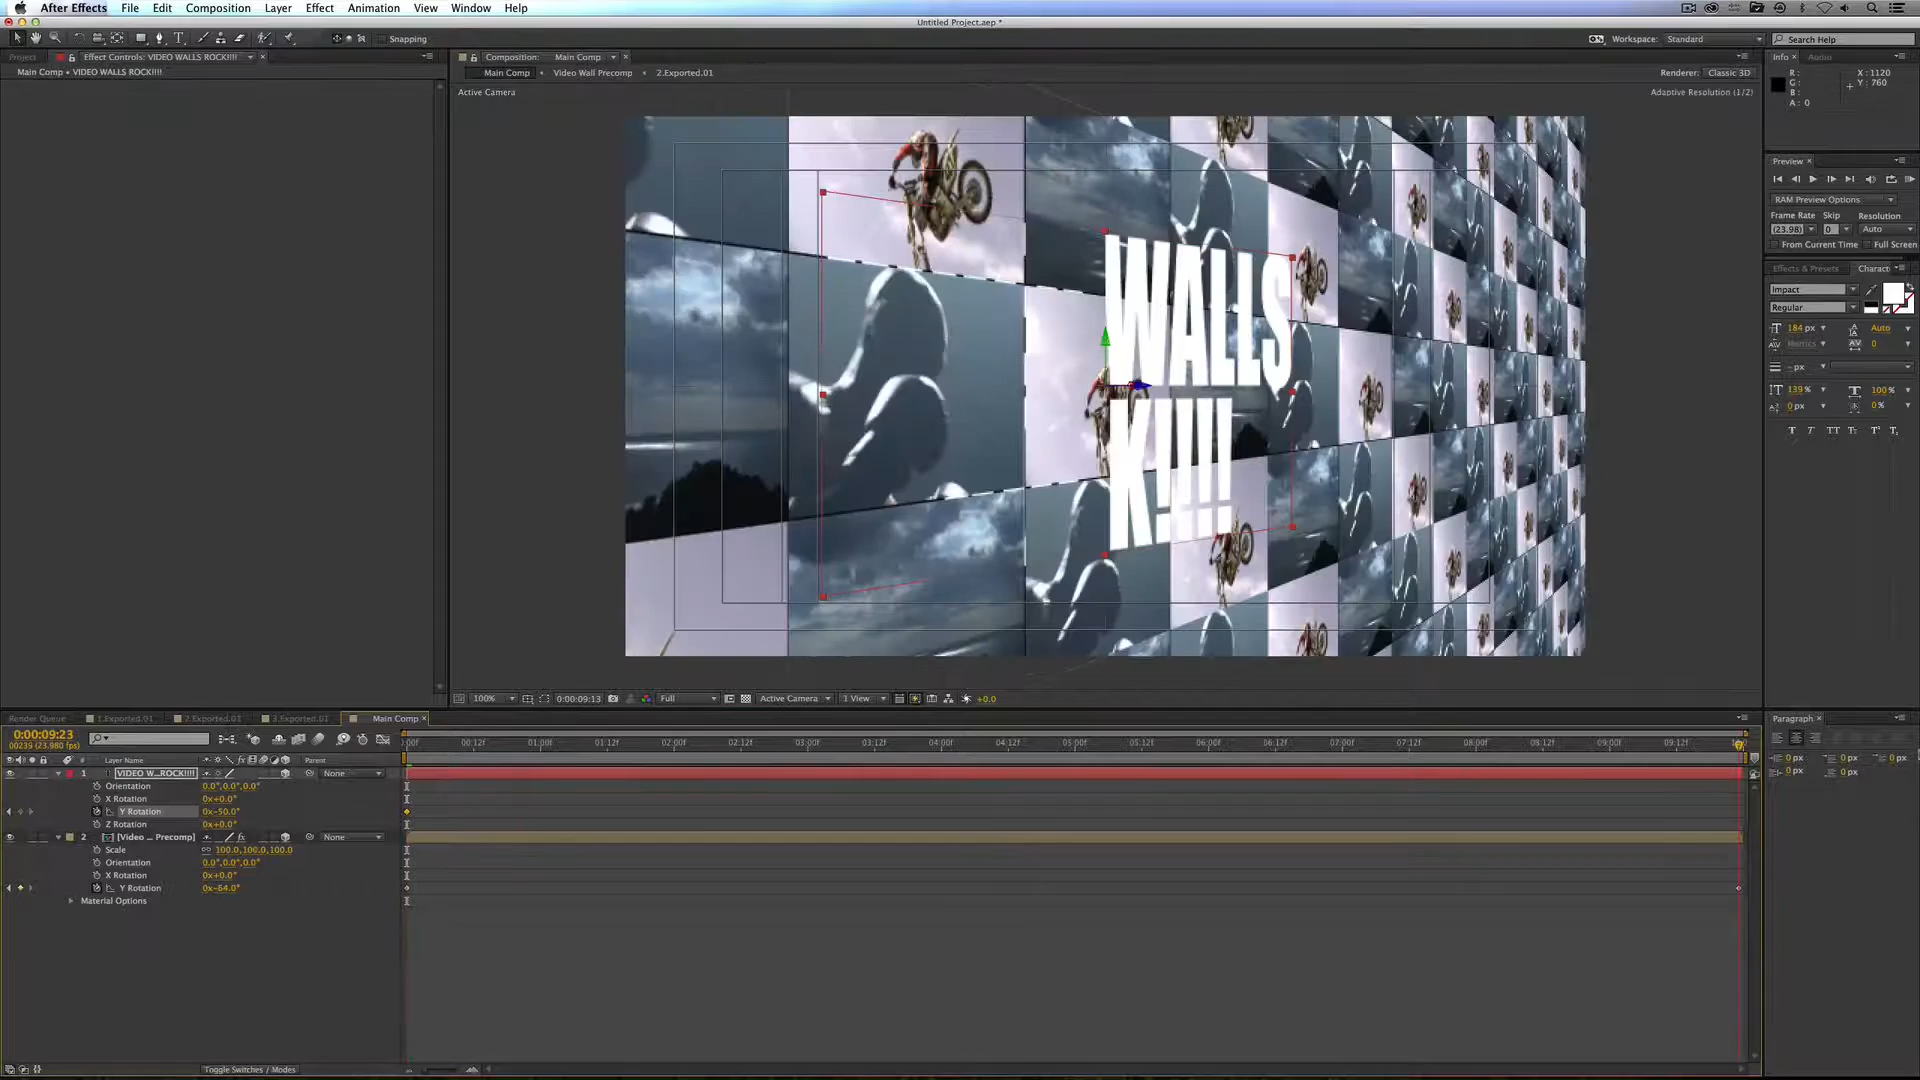 After Effects File Edit Composition Layer Effect Animation View Window Help
Untitled Project.aep *
Snapping
Workspace: Standard
Search Help
Project Effect Controls: VIDEO WALLS ROCK!!!! ×
Composition: Main Comp
Info × Audio
Main Comp • VIDEO WALLS ROCK!!!!
Main Comp Video Wall Precomp 2.Exported.01
Renderer: Classic 3D
Active Camera
Adaptive Resolution (1/2)
R :
G :
B :
A : 0
X : 1120
Y : 760
Preview ×
RAM Preview Options
Frame Rate Skip Resolution
(23.98) 0 Auto
From Current Time Full Screen
Effects & Presets Charact
Impact
Regular
184 px Auto
Metrics 0
- px
139 % 100 %
0 px 0 %
T T TT Tr T¹ T₁
WALLS
K!!!!
100% 0:00:09:13 Full Active Camera 1 View +0.0
Render Queue 1.Exported.01 2.Exported.01 3.Exported.01 Main Comp ×
Paragraph ×
0:00:09:23
00239 (23.980 fps)
:00f 00:12f 01:00f 01:12f 02:00f 02:12f 03:00f 03:12f 04:00f 04:12f 05:00f 05:12f 06:00f 06:12f 07:00f 07:12f 08:00f 08:12f 09:00f 09:12f
0 px 0 px 0 px
0 px 0 px
# Layer Name Parent
1 VIDEO W...ROCK!!!! None
Orientation 0.0°,0.0°,0.0°
X Rotation 0x+0.0°
Y Rotation 0x-50.0°
Z Rotation 0x+0.0°
2 [Video ... Precomp] None
Scale 100.0,100.0,100.0
Orientation 0.0°,0.0°,0.0°
X Rotation 0x+0.0°
Y Rotation 0x-64.0°
Material Options
Toggle Switches / Modes